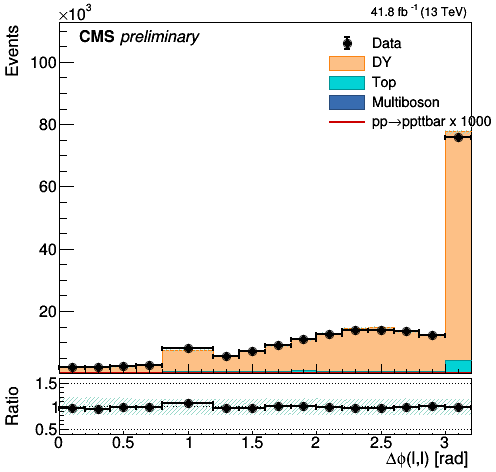 ×10³
41.8 fb ⁻¹ (13 TeV)
CMS preliminary
Events
100
80
60
40
20
Data
DY
Top
Multiboson
pp→ppttbar x 1000
Ratio
1.5
1
0.5
0 0.5 1 1.5 2 2.5 3
Δϕ(l,l) [rad]